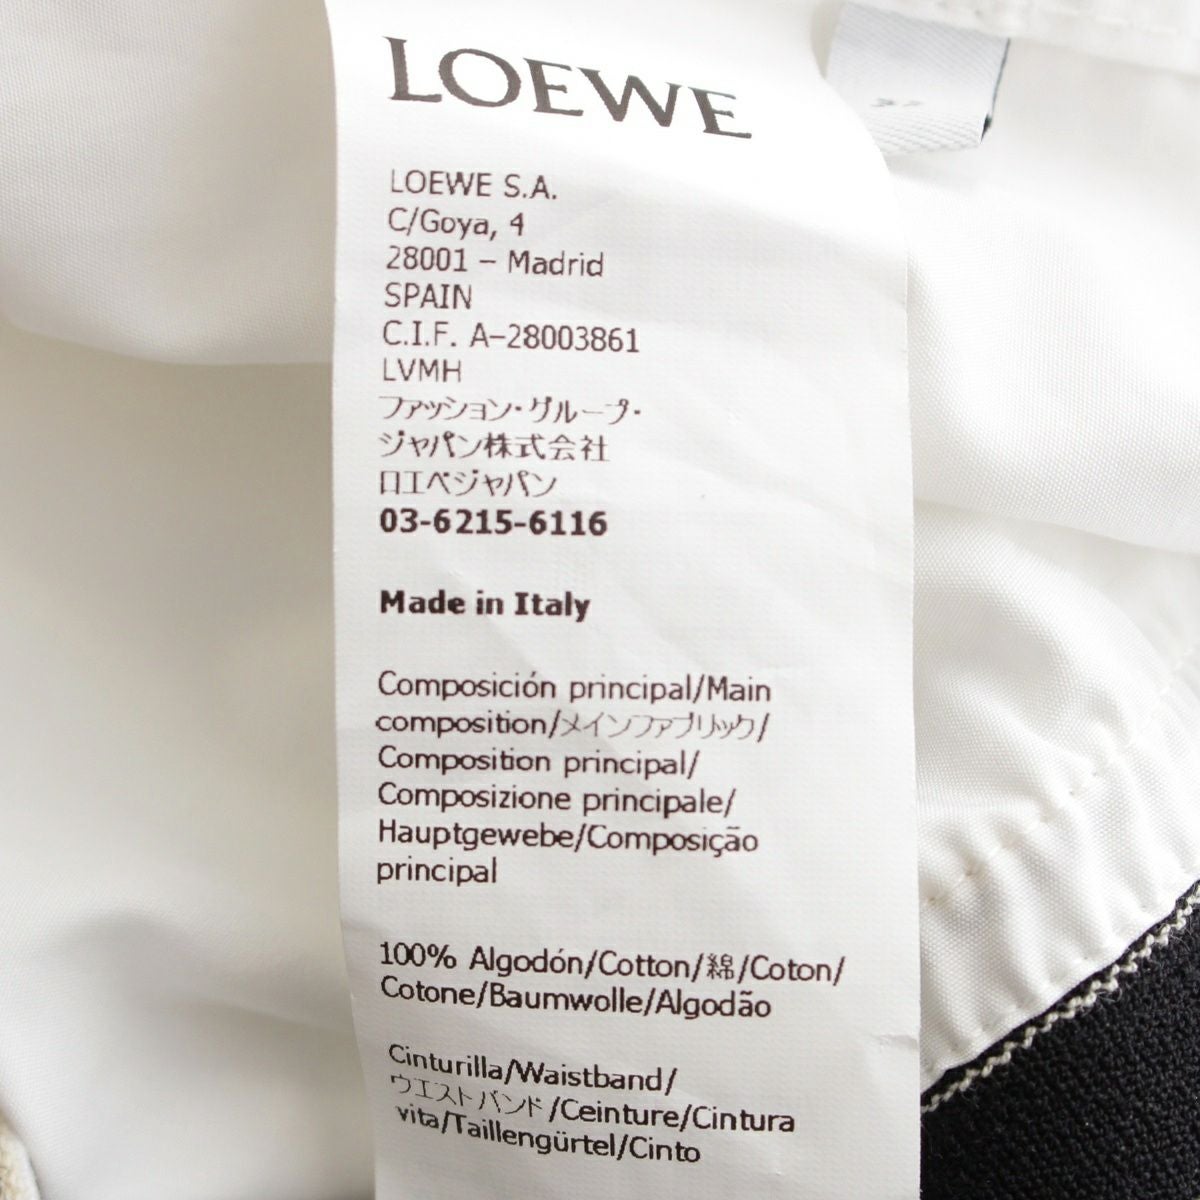 LOEWE
LOEWE S.A.
C/Goya, 4
28001 – Madrid
SPAIN
C.I.F. A-28003861
LVMH
ファッション・グループ・
ジャパン株式会社
ロエベジャパン
03-6215-6116
Made in Italy
Composición principal/Main
composition/メインファブリック/
Composition principal/
Composizione principale/
Hauptgewebe/Composição
principal
100% Algodón/Cotton/綿/Coton/
Cotone/Baumwolle/Algodão
Cinturilla/Waistband/
ウエストバンド/Ceinture/Cintura
vita/Taillengürtel/Cinto